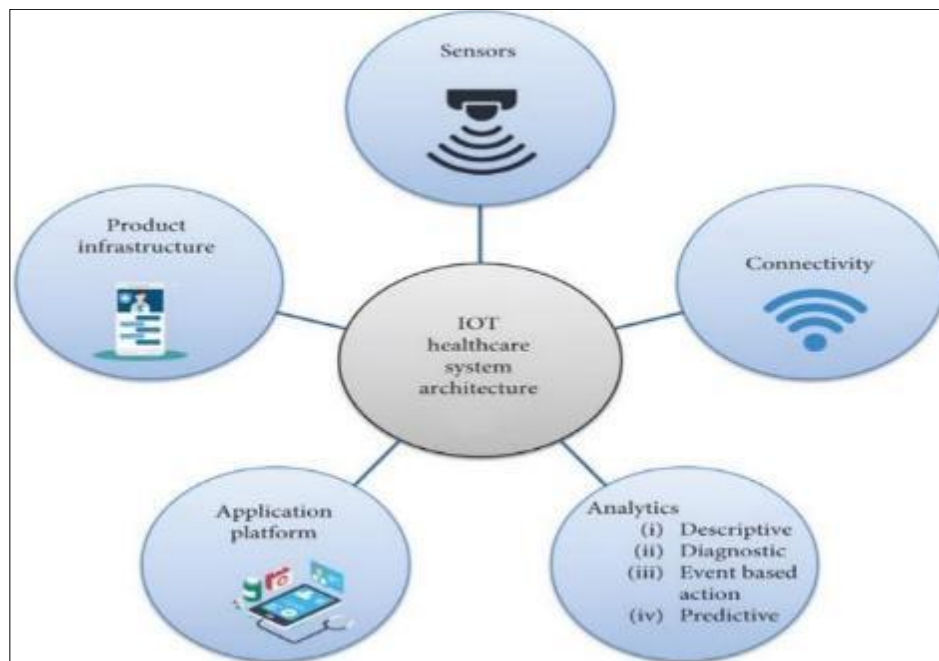 Sensors
Product
infrastructure
Connectivity
IOT
healthcare
system
architecture
Application
platform
Analytics
(i) Descriptive
(ii) Diagnostic
(iii) Event based
action
(iv) Predictive